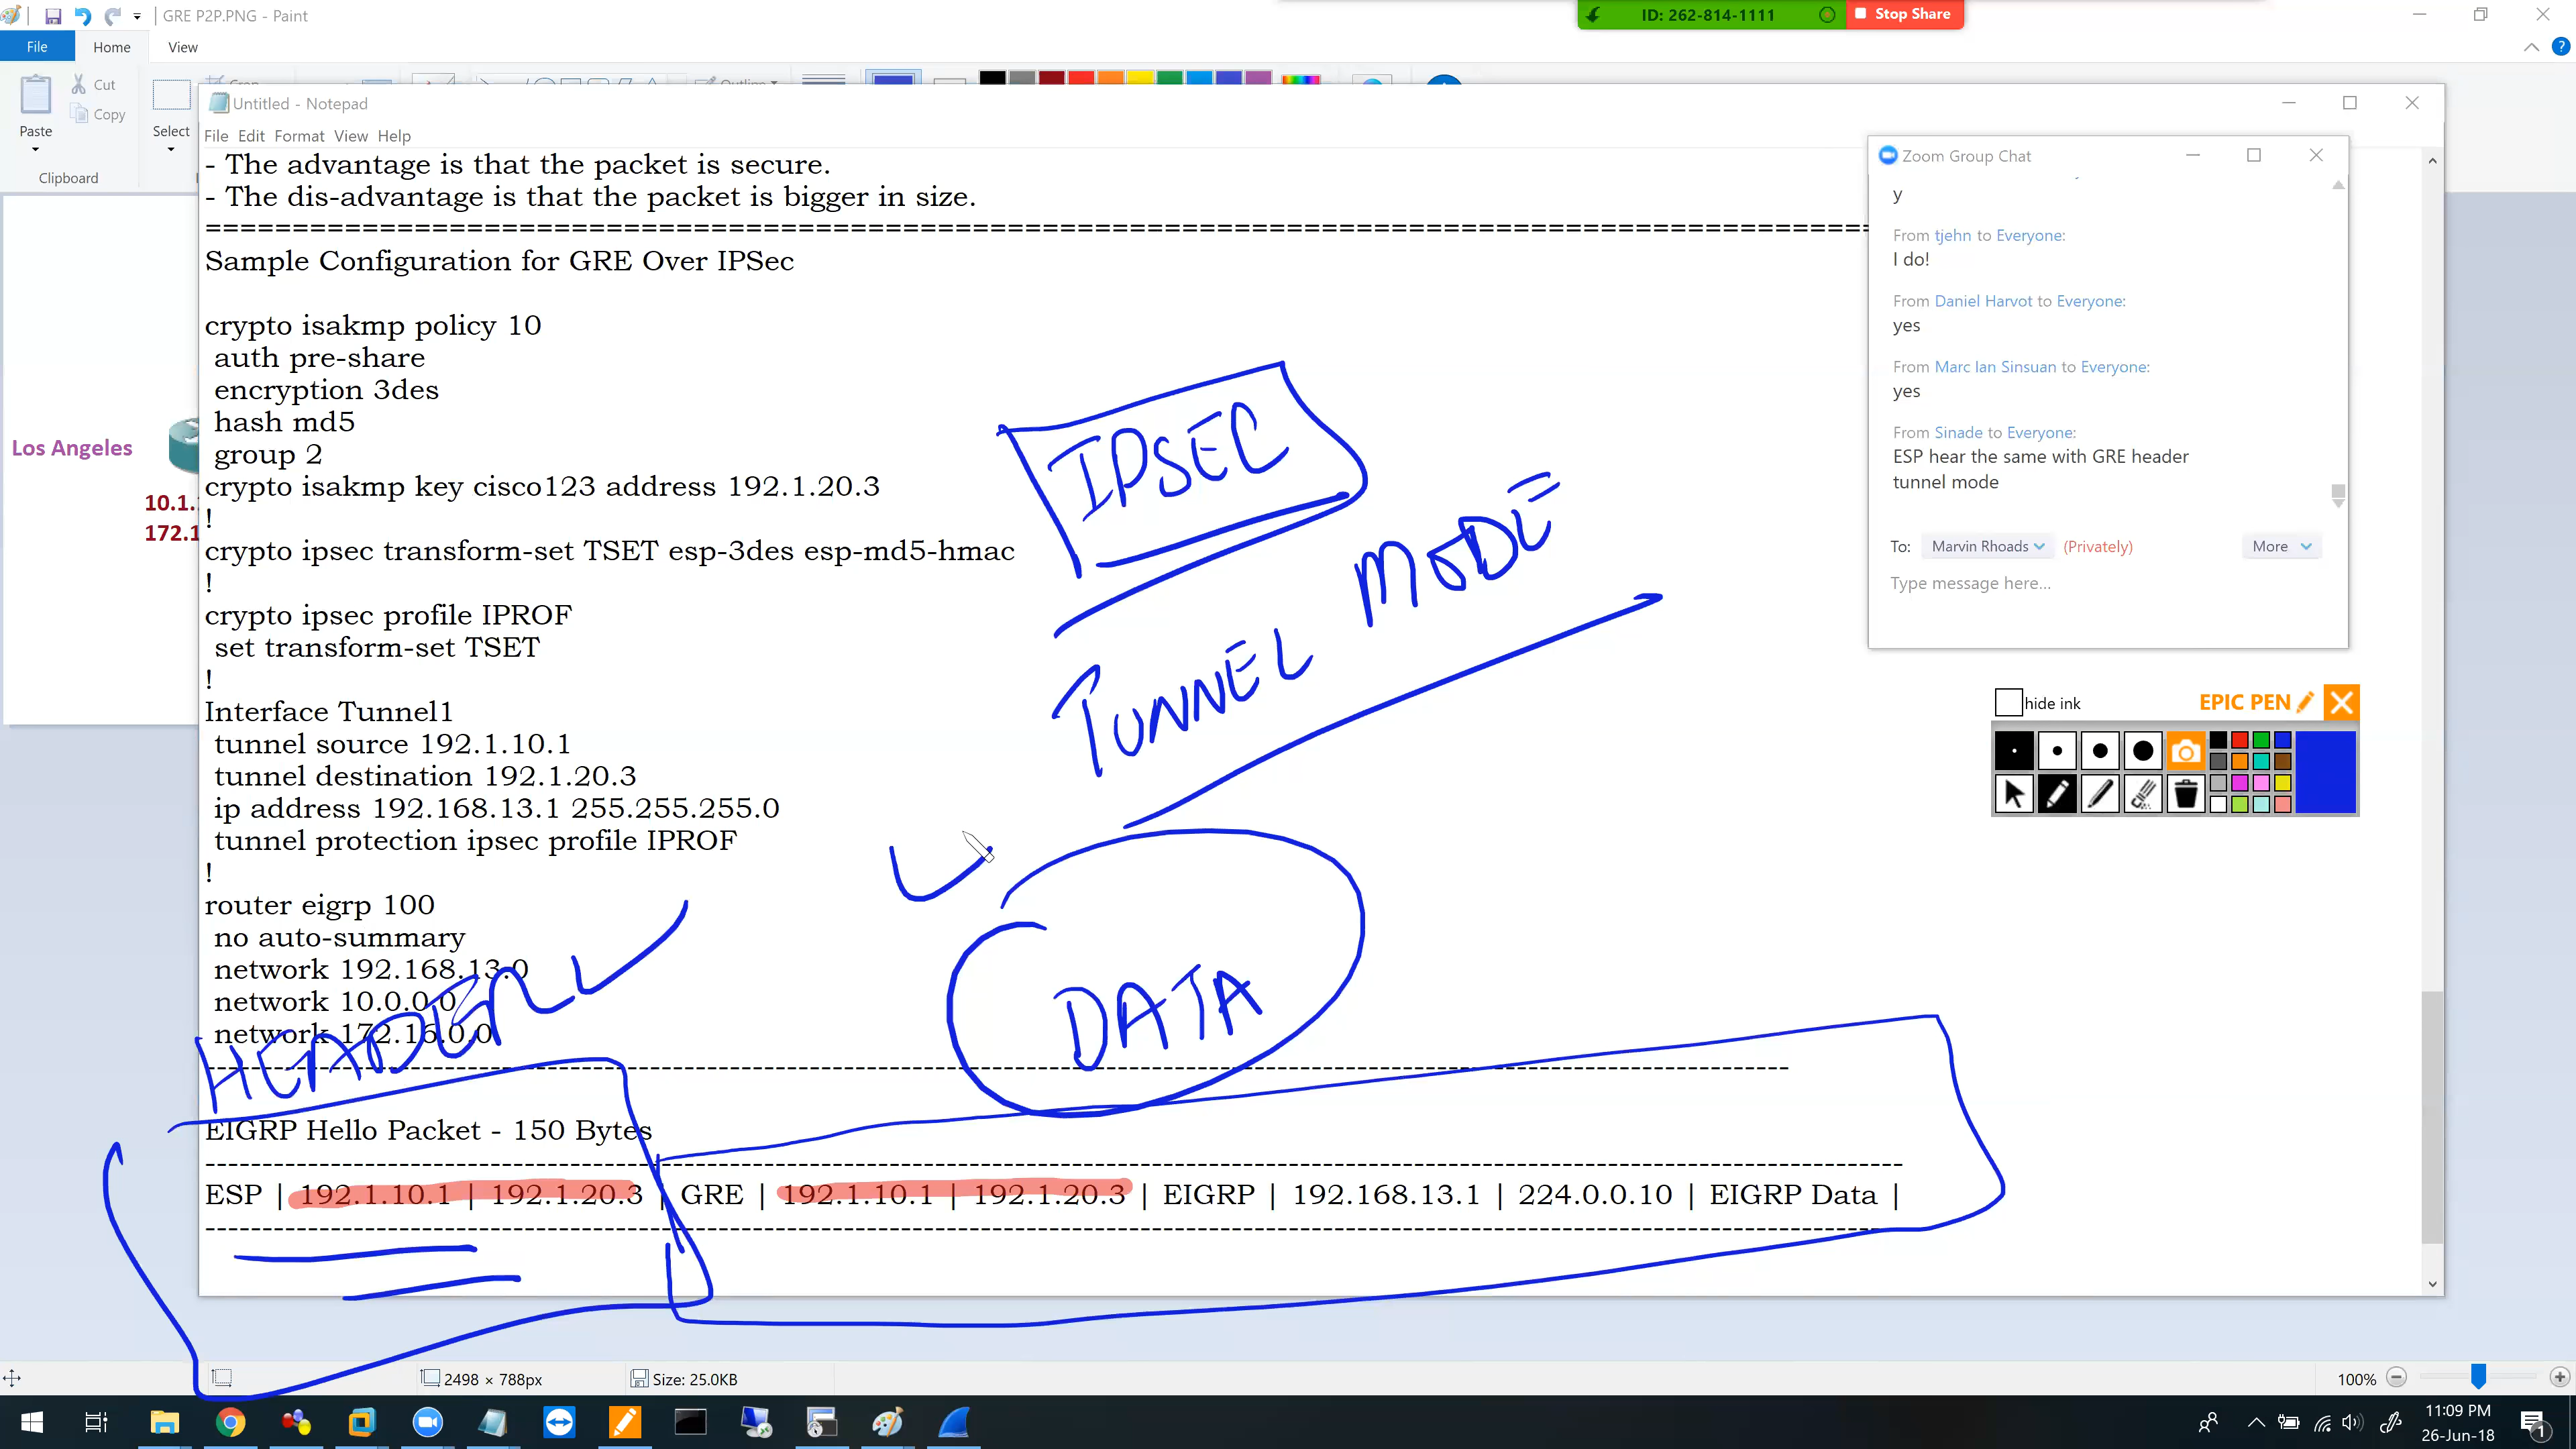 GRE P2P.PNG - Paint
ID: 262-814-1111
Stop Share
File
Home
View
Paste
Cut
Copy
Select
Crop
Outline
Clipboard
Untitled - Notepad
File Edit Format View Help
- The advantage is that the packet is secure.
- The dis-advantage is that the packet is bigger in size.
Sample Configuration for GRE Over IPSec
crypto isakmp policy 10
auth pre-share
encryption 3des
hash md5
group 2
crypto isakmp key cisco123 address 192.1.20.3
!
crypto ipsec transform-set TSET esp-3des esp-md5-hmac
!
crypto ipsec profile IPROF
set transform-set TSET
!
Interface Tunnel1
tunnel source 192.1.10.1
tunnel destination 192.1.20.3
ip address 192.168.13.1 255.255.255.0
tunnel protection ipsec profile IPROF
!
router eigrp 100
no auto-summary
network 192.168.13.0
network 10.0.0.0
network 172.16.0.0
EIGRP Hello Packet - 150 Bytes
ESP | 192.1.10.1 | 192.1.20.3 | GRE | 192.1.10.1 | 192.1.20.3 | EIGRP | 192.168.13.1 | 224.0.0.10 | EIGRP Data |
IPSEC
TUNNEL MODE
DATA
HEADER
Los Angeles
10.1.
172.1
Zoom Group Chat
y
From tjehn to Everyone:
I do!
From Daniel Harvot to Everyone:
yes
From Marc Ian Sinsuan to Everyone:
yes
From Sinade to Everyone:
ESP hear the same with GRE header
tunnel mode
To: Marvin Rhoads (Privately)
More
Type message here...
hide ink
EPIC PEN
2498 × 788px
Size: 25.0KB
100%
11:09 PM
26-Jun-18
1